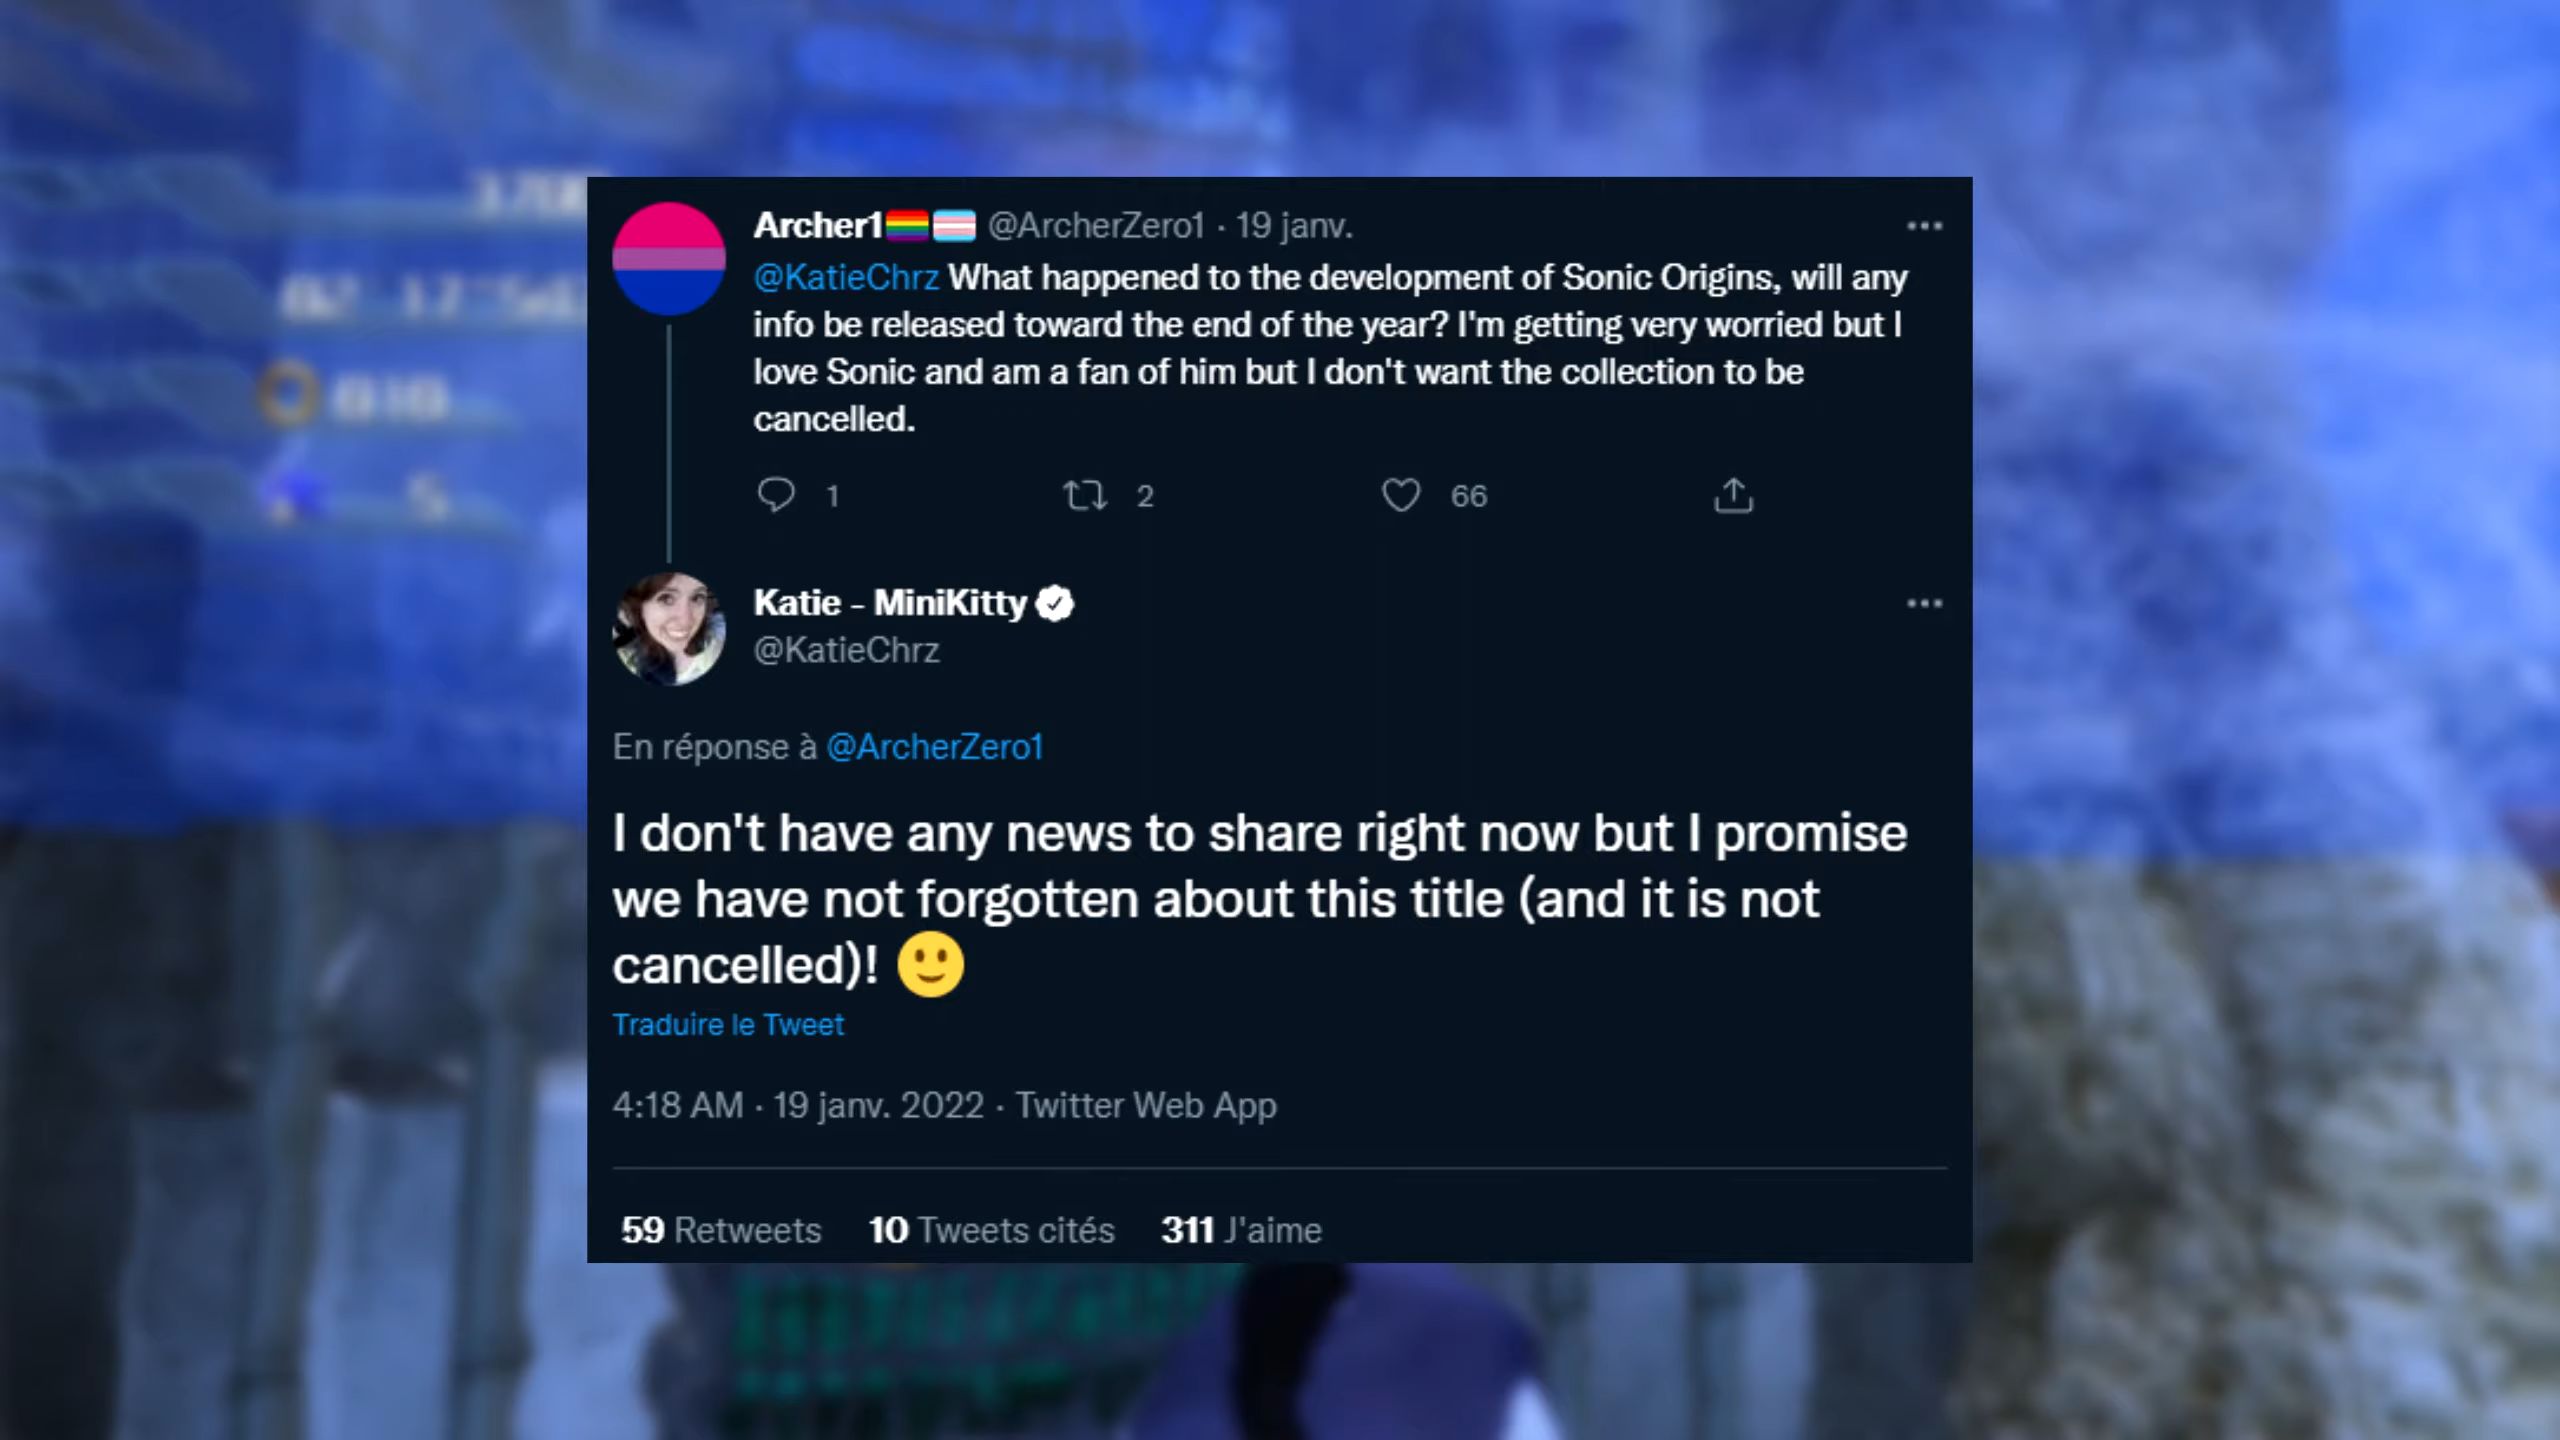 Archer1🏳️‍🌈🏳️‍⚧️ @ArcherZero1 · 19 janv.
@KatieChrz What happened to the development of Sonic Origins, will any
info be released toward the end of the year? I'm getting very worried but I
love Sonic and am a fan of him but I don't want the collection to be
cancelled.
1 2 66
Katie - MiniKitty
@KatieChrz
En réponse à @ArcherZero1
I don't have any news to share right now but I promise
we have not forgotten about this title (and it is not
cancelled)! 🙂
Traduire le Tweet
4:18 AM · 19 janv. 2022 · Twitter Web App
59 Retweets 10 Tweets cités 311 J'aime